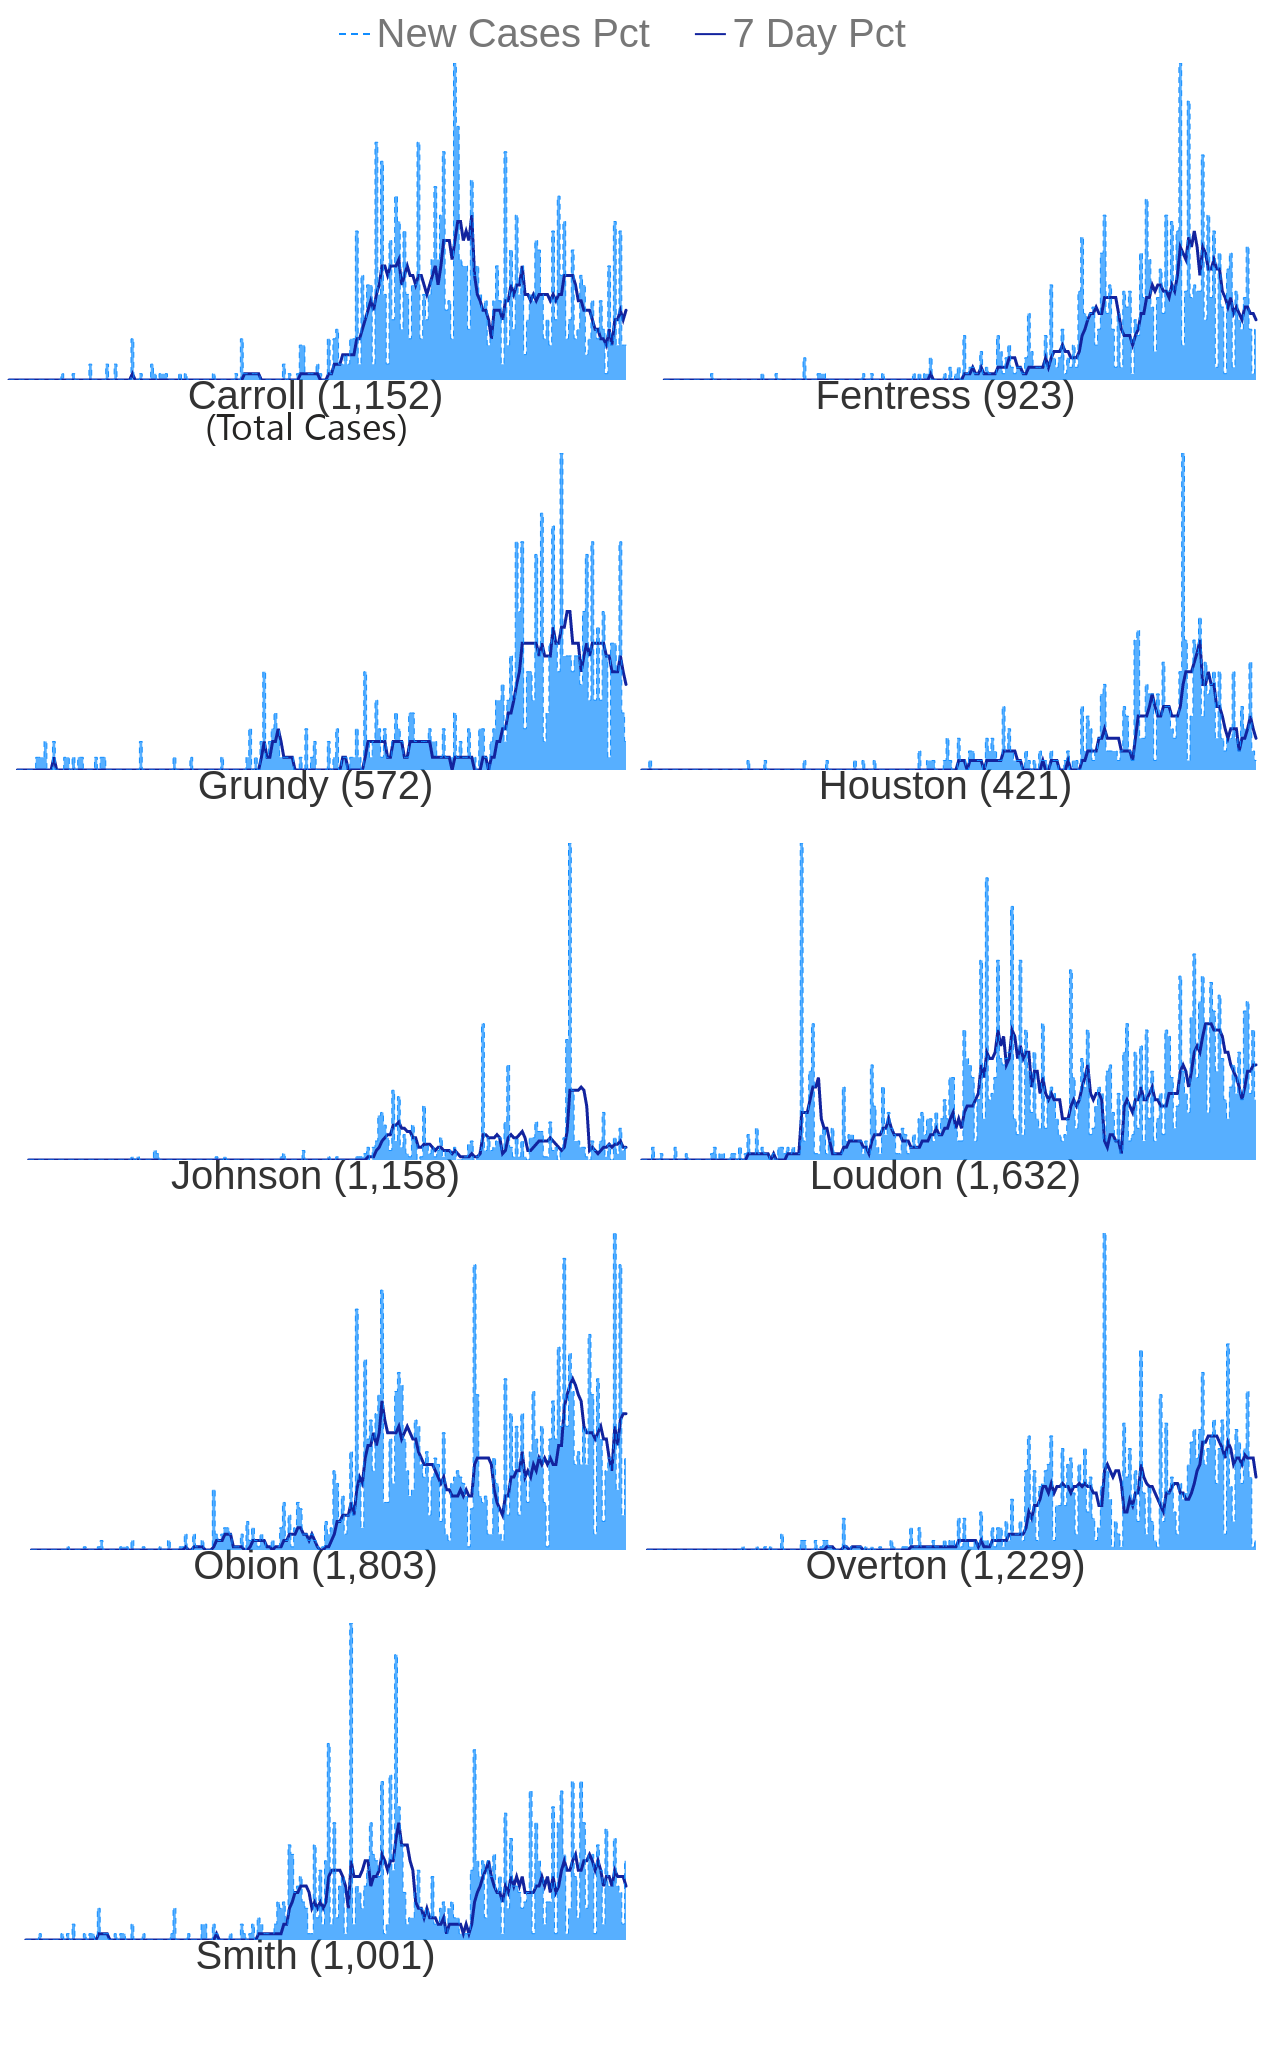 New Cases Pct 7 Day Pct
Carroll (1,152) Fentress (923)
(Total Cases)
Grundy (572) Houston (421)
Johnson (1,158) Loudon (1,632)
Obion (1,803) Overton (1,229)
Smith (1,001)